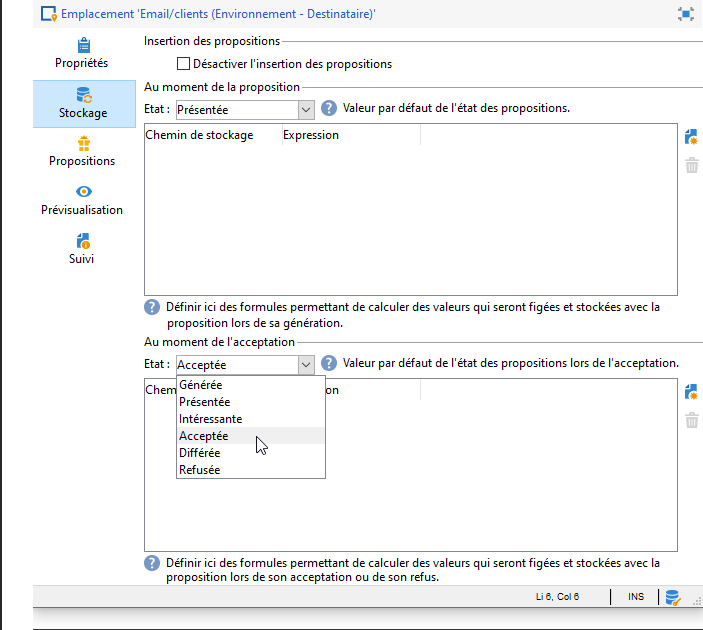 Emplacement 'Email/clients (Environnement - Destinataire)'
Propriétés
Stockage
Propositions
Prévisualisation
Suivi
Insertion des propositions
Désactiver l'insertion des propositions
Au moment de la proposition
Etat : Présentée ? Valeur par défaut de l'état des propositions.
Chemin de stockage Expression
? Définir ici des formules permettant de calculer des valeurs qui seront figées et stockées avec la
proposition lors de sa génération.
Au moment de l'acceptation
Etat : Acceptée ? Valeur par défaut de l'état des propositions lors de l'acceptation.
Chem on
Générée
Présentée
Intéressante
Acceptée
Différée
Refusée
? Définir ici des formules permettant de calculer des valeurs qui seront figées et stockées avec la
proposition lors de son acceptation ou de son refus.
Li 6, Col 6 INS